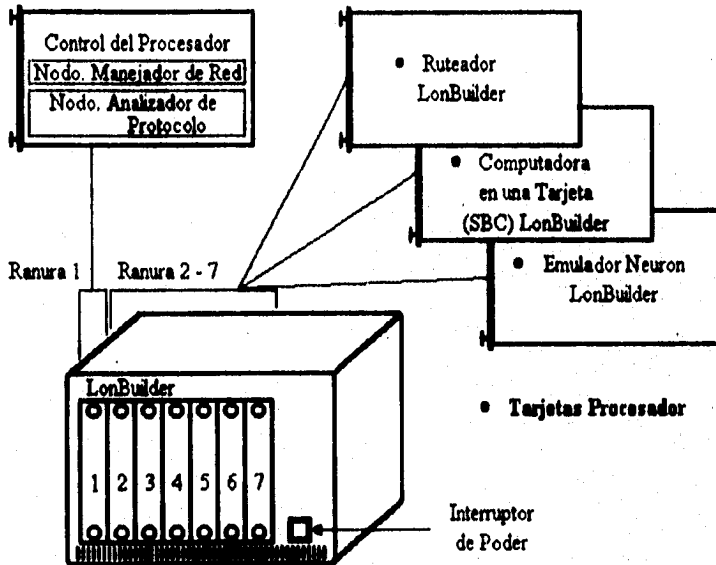 Control del Procesador
Nodo. Manejador de Red
Nodo. Analizador de
Protocolo
• Ruteador
LonBuilder
• Computadora
en una Tarjeta
(SBC) LonBuilder
• Emulador Neuron
LonBuilder
Ranura 1
Ranura 2 - 7
LonBuilder
1 2 3 4 5 6 7
• Tarjetas Procesador
Interruptor
de Poder